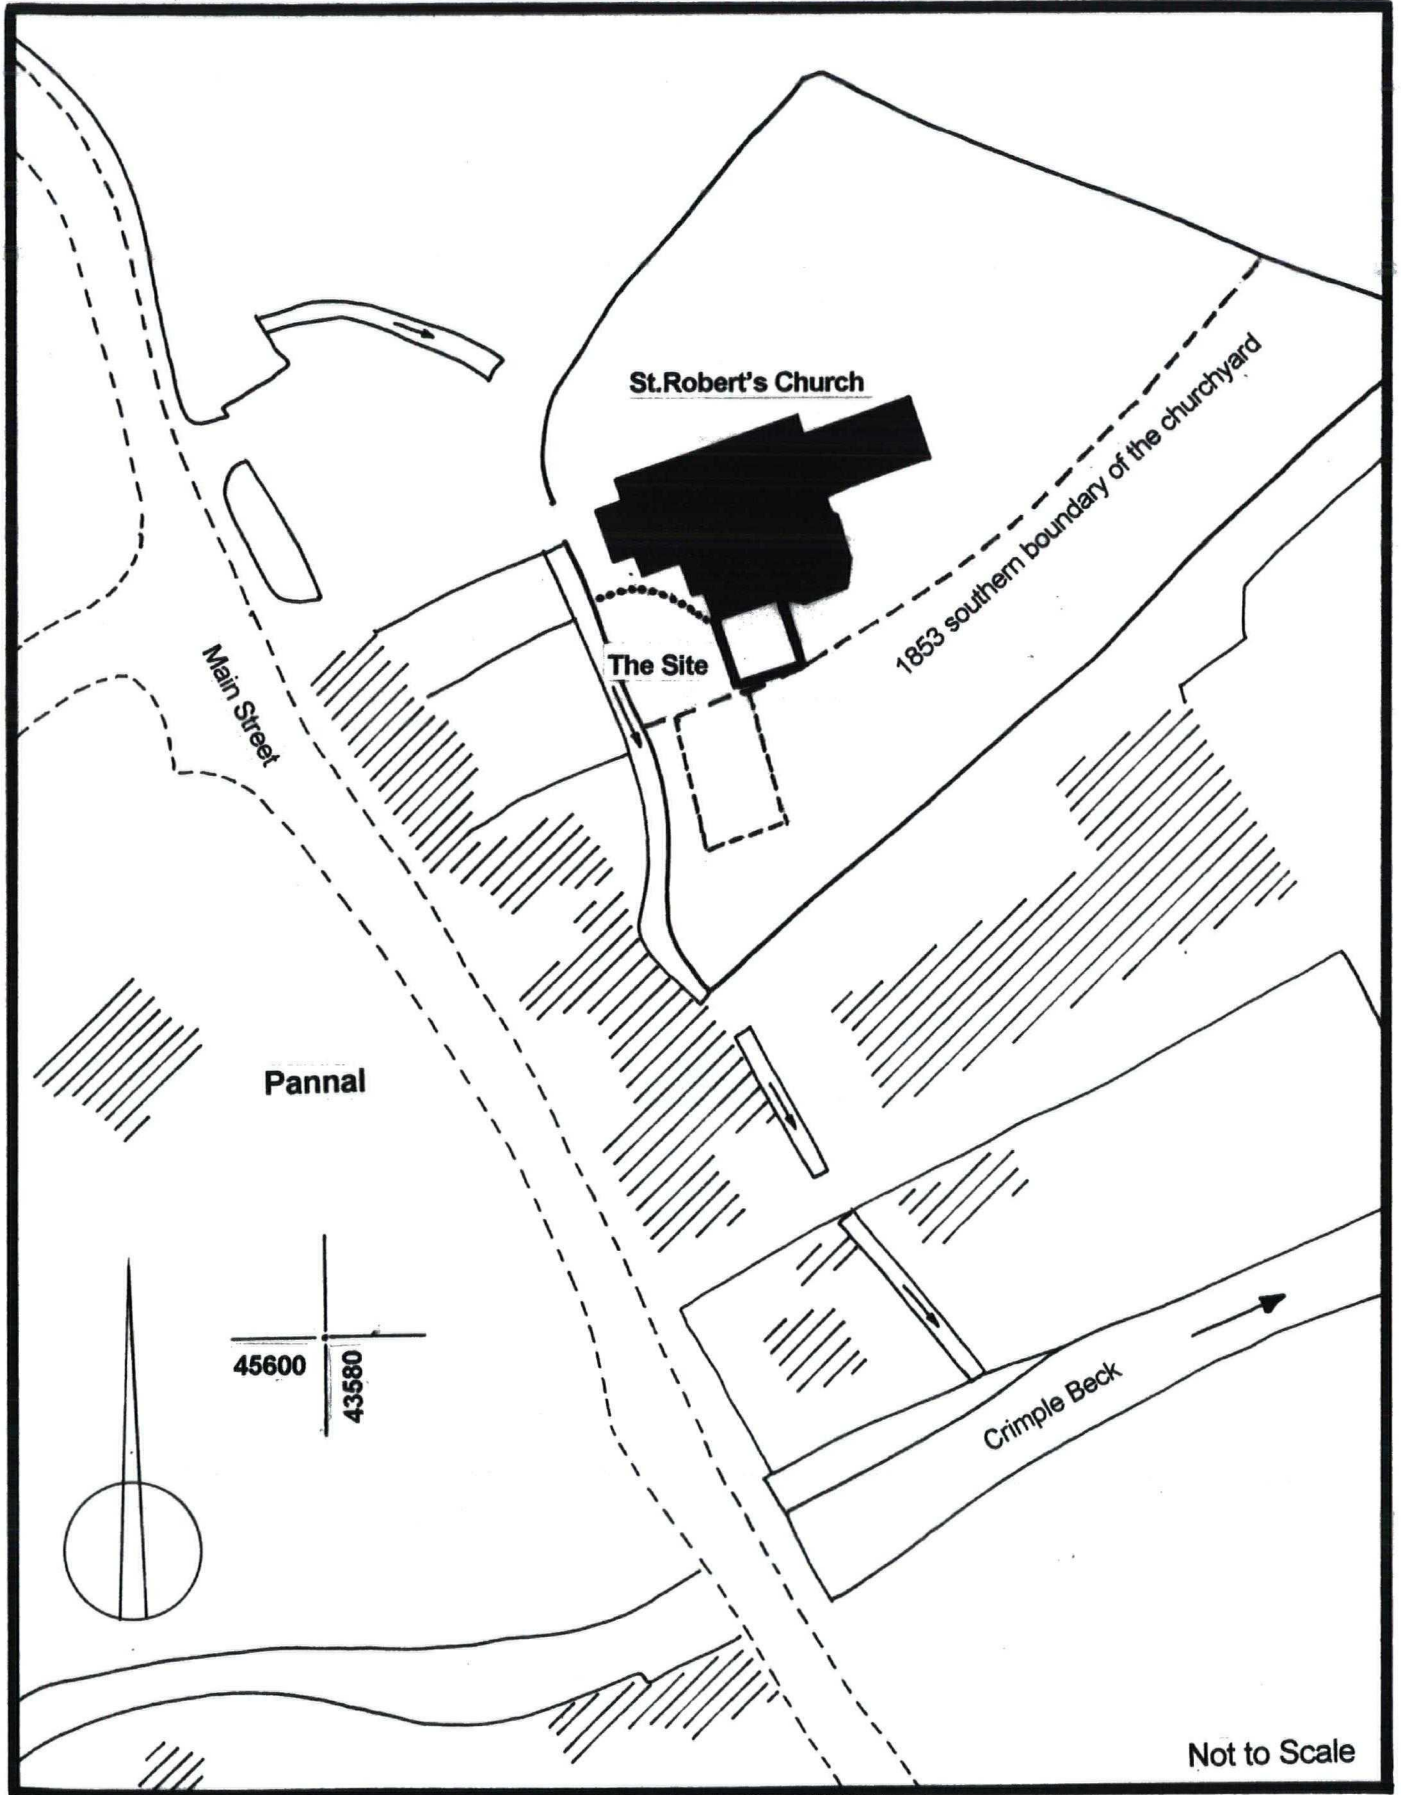 St.Robert's Church
1853 southern boundary of the churchyard
The Site
Main Street
Pannal
45600
43580
Crimple Beck
Not to Scale